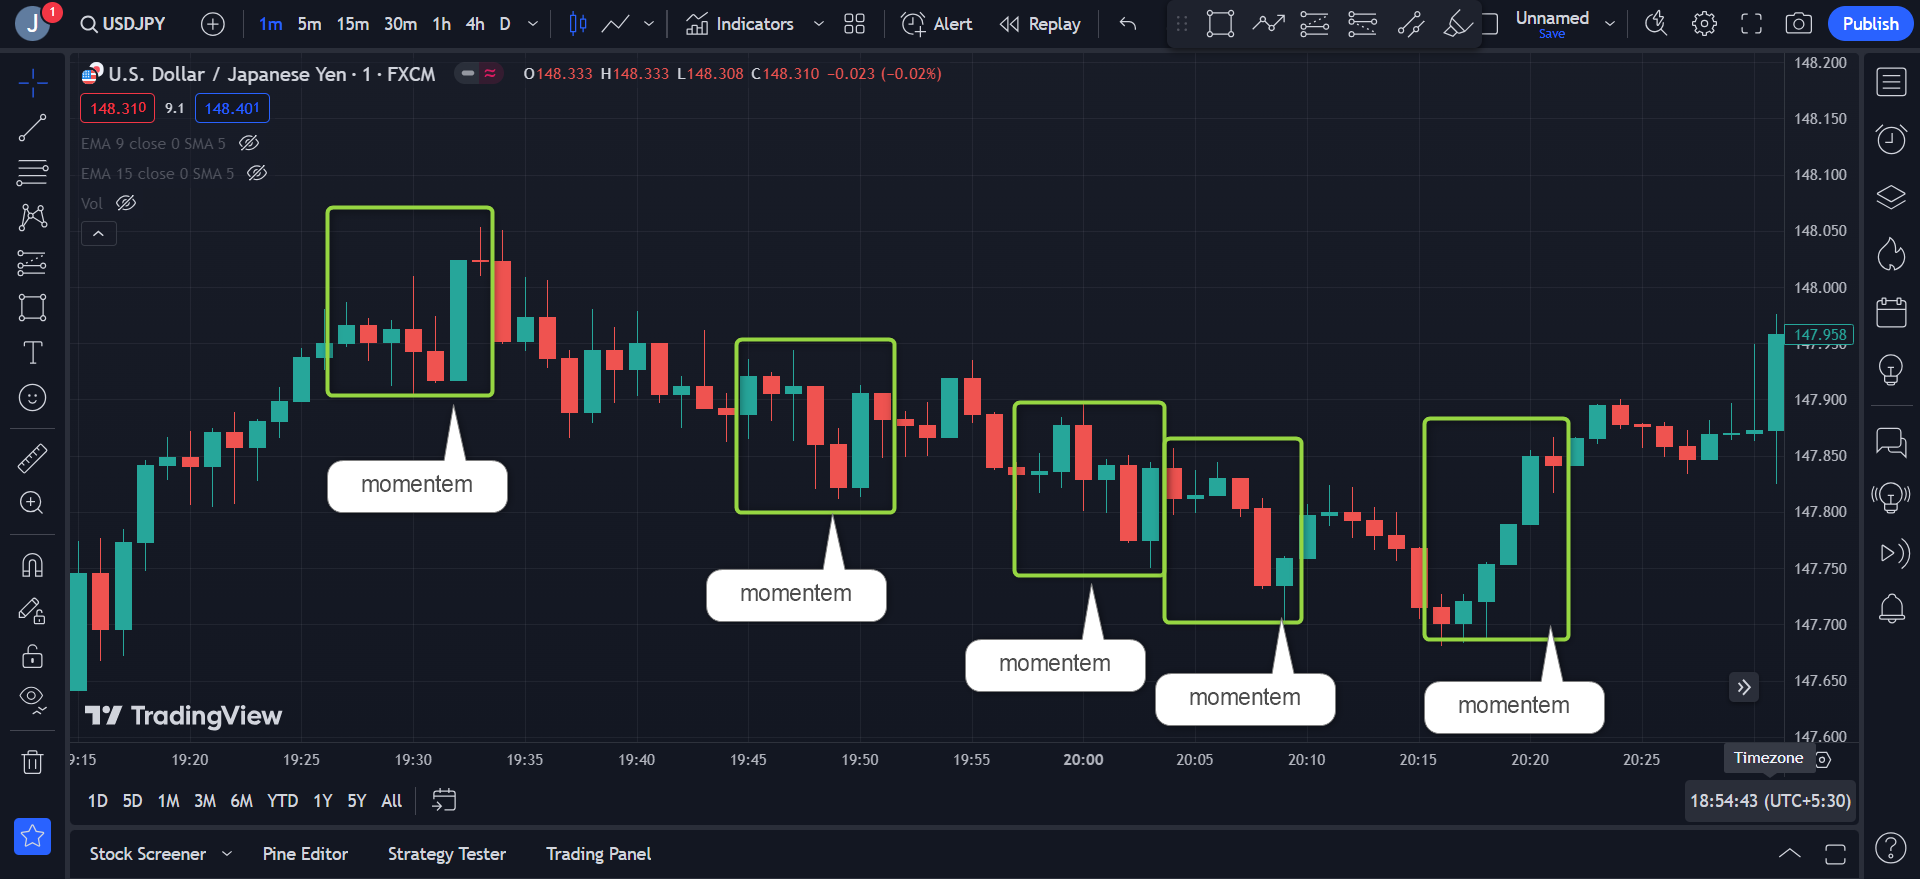 J 1 USDJPY 1m 5m 15m 30m 1h 4h D Indicators Alert Replay Unnamed Save Publish
U.S. Dollar / Japanese Yen · 1 · FXCM O148.333 H148.333 L148.308 C148.310 −0.023 (−0.02%)
148.310 9.1 148.401
EMA 9 close 0 SMA 5
EMA 15 close 0 SMA 5
Vol
148.200
148.150
148.100
148.050
148.000
147.958
147.950
147.900
147.850
147.800
147.750
147.700
147.650
147.600
momentem
momentem
momentem
momentem
momentem
TradingView
9:15 19:20 19:25 19:30 19:35 19:40 19:45 19:50 19:55 20:00 20:05 20:10 20:15 20:20 20:25
Timezone
1D 5D 1M 3M 6M YTD 1Y 5Y All 18:54:43 (UTC+5:30)
Stock Screener Pine Editor Strategy Tester Trading Panel